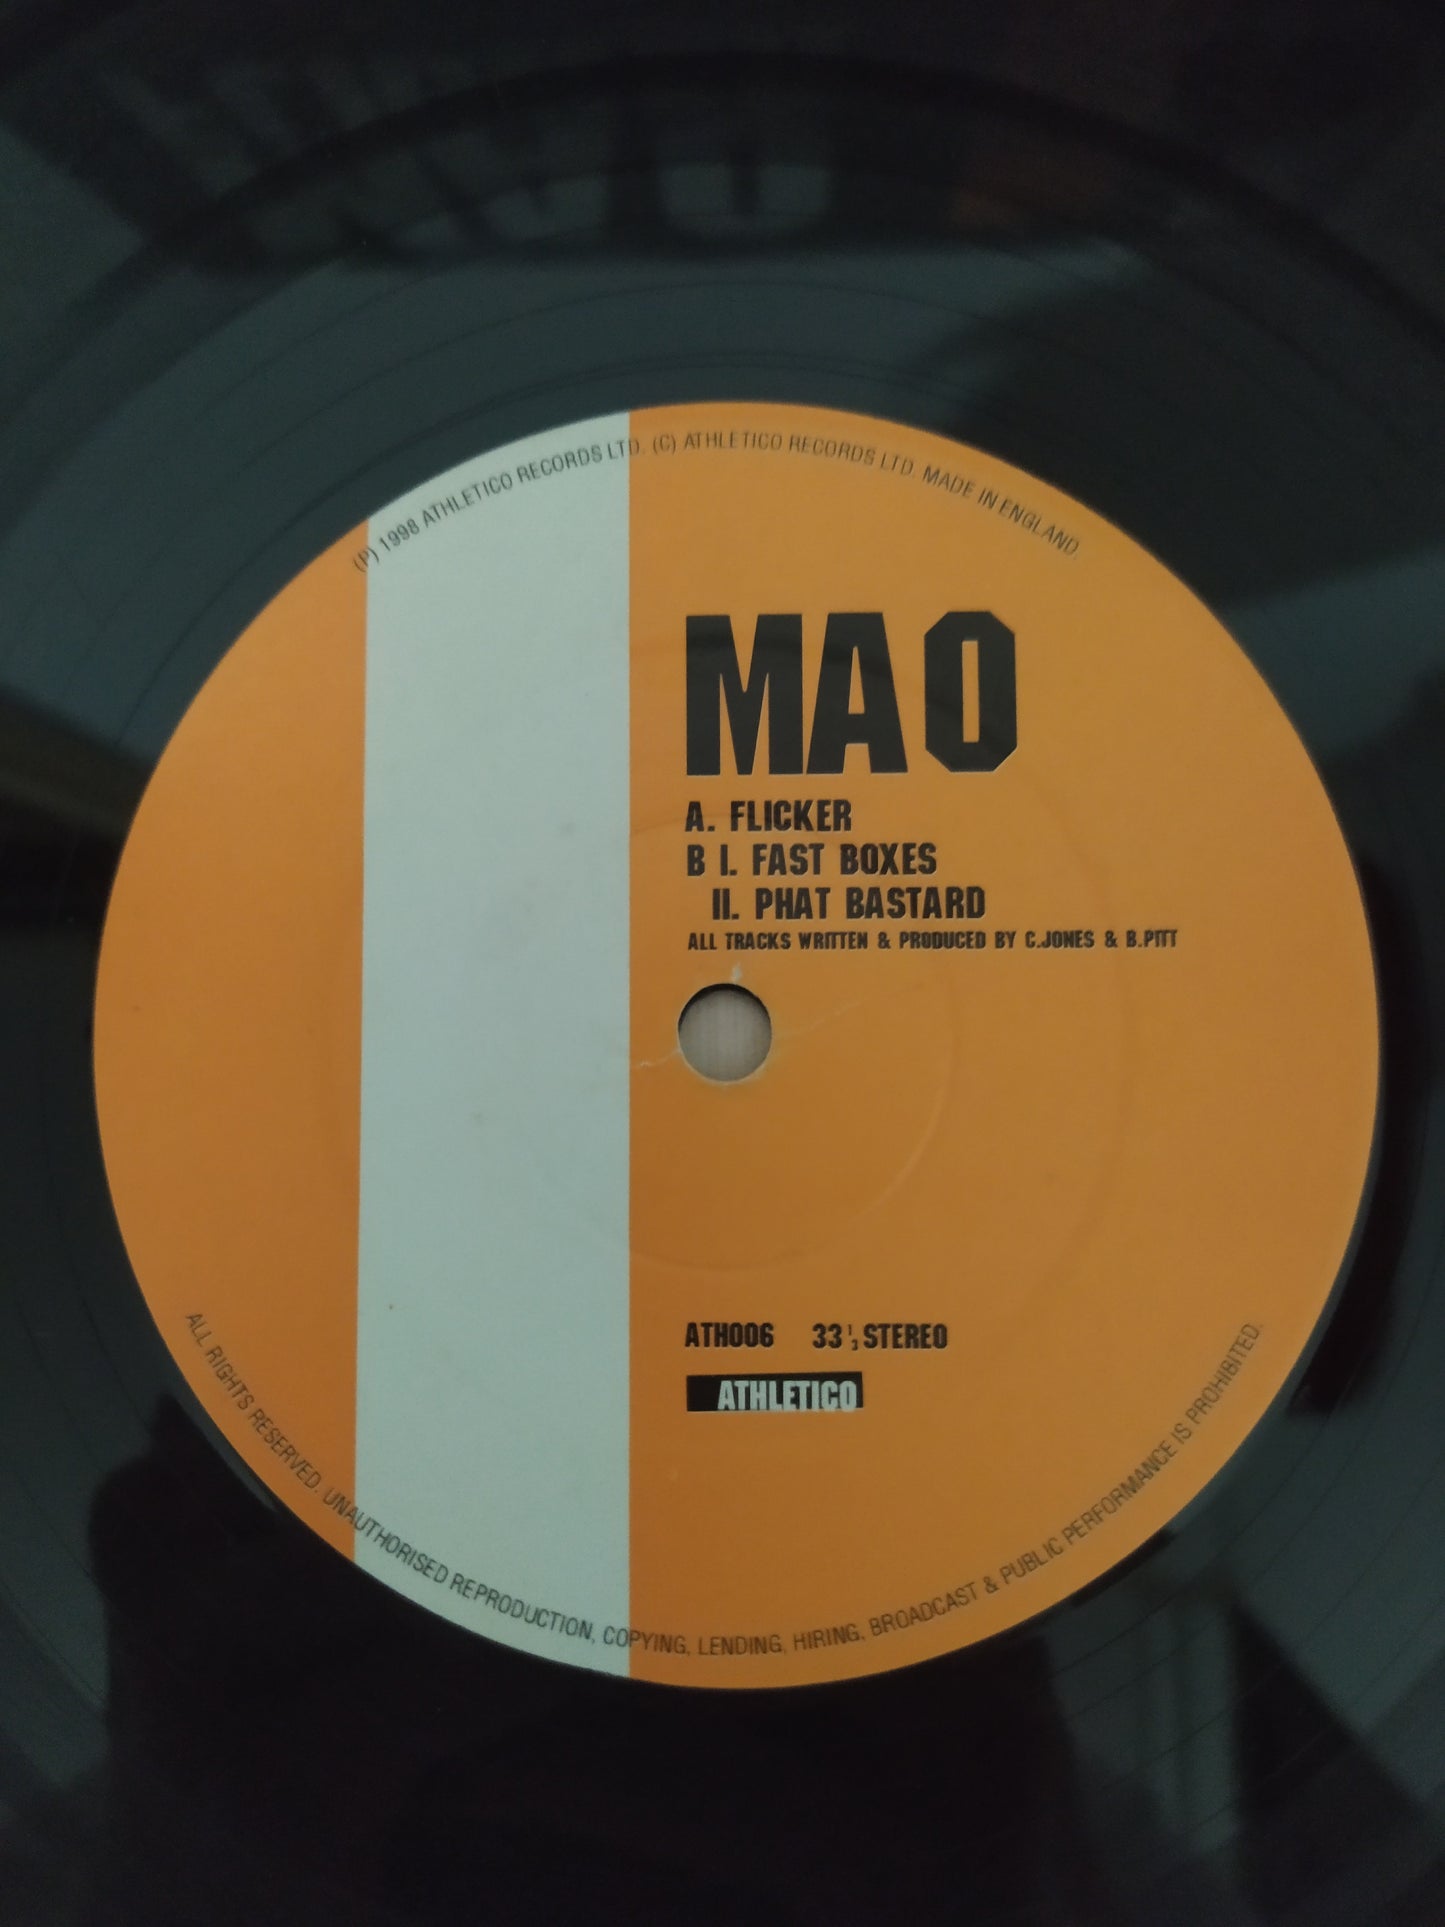 (P) 1998 ATHLETICO RECORDS LTD. (C) ATHLETICO RECORDS LTD. MADE IN ENGLAND.
MAO
A. FLICKER
B I. FAST BOXES
II. PHAT BASTARD
ALL TRACKS WRITTEN & PRODUCED BY C.JONES & B.PITT
ATH006 33⅓ STEREO
ATHLETICO
ALL RIGHTS RESERVED. UNAUTHORISED REPRODUCTION, COPYING, LENDING, HIRING, BROADCAST & PUBLIC PERFORMANCE IS PROHIBITED.